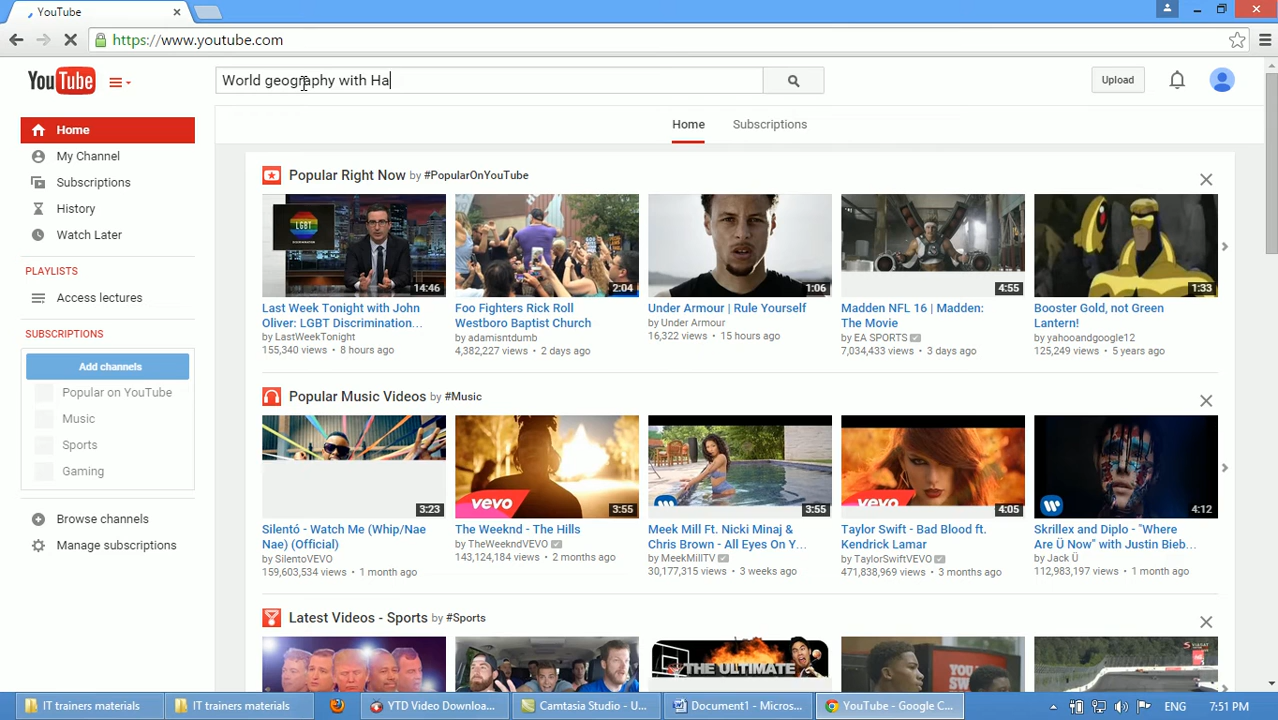 YouTube
https://www.youtube.com
YouTube
World geography with Ha
Upload
Home
Subscriptions
Home
My Channel
Subscriptions
History
Watch Later
PLAYLISTS
Access lectures
SUBSCRIPTIONS
Add channels
Popular on YouTube
Music
Sports
Gaming
Browse channels
Manage subscriptions
Popular Right Now by #PopularOnYouTube
LGBT
14:46
2:04
1:06
4:55
1:33
Last Week Tonight with John
Oliver: LGBT Discrimination...
by LastWeekTonight
155,340 views • 8 hours ago
Foo Fighters Rick Roll
Westboro Baptist Church
by adamisntdumb
4,382,227 views • 2 days ago
Under Armour | Rule Yourself
by Under Armour
16,322 views • 15 hours ago
Madden NFL 16 | Madden:
The Movie
by EA SPORTS
7,034,433 views • 3 days ago
Booster Gold, not Green
Lantern!
by yahooandgoogle12
125,249 views • 5 years ago
Popular Music Videos by #Music
3:23
vevo
3:55
3:55
vevo
4:05
4:12
Silentó - Watch Me (Whip/Nae
Nae) (Official)
by SilentoVEVO
159,603,534 views • 1 month ago
The Weeknd - The Hills
by TheWeekndVEVO
143,124,184 views • 2 months ago
Meek Mill Ft. Nicki Minaj &
Chris Brown - All Eyes On Y...
by MeekMillTV
30,177,315 views • 3 weeks ago
Taylor Swift - Bad Blood ft.
Kendrick Lamar
by TaylorSwiftVEVO
471,838,969 views • 3 months ago
Skrillex and Diplo - "Where
Are Ü Now" with Justin Bieb...
by Jack Ü
112,983,197 views • 1 month ago
Latest Videos - Sports by #Sports
THE ULTIMATE
IT trainers materials
IT trainers materials
YTD Video Downloa...
Camtasia Studio - U...
Document1 - Micros...
YouTube - Google C...
ENG
7:51 PM